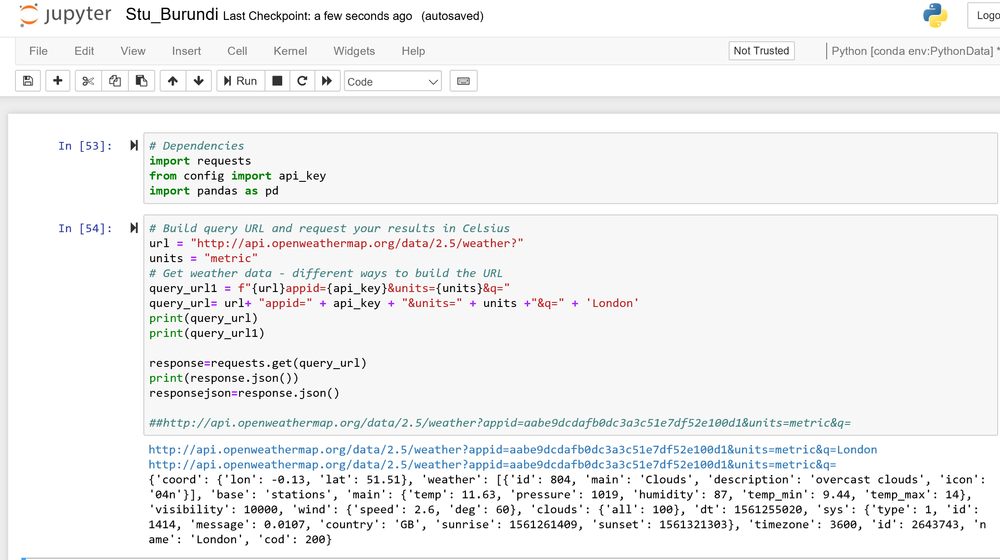 jupyter Stu_Burundi Last Checkpoint: a few seconds ago (autosaved)
File Edit View Insert Cell Kernel Widgets Help Not Trusted Python [conda env:PythonData] *
Run Code
In [53]:
# Dependencies
import requests
from config import api_key
import pandas as pd
In [54]:
# Build query URL and request your results in Celsius
url = "http://api.openweathermap.org/data/2.5/weather?"
units = "metric"
# Get weather data - different ways to build the URL
query_url1 = f"{url}appid={api_key}&units={units}&q="
query_url= url+ "appid=" + api_key + "&units=" + units +"&q=" + 'London'
print(query_url)
print(query_url1)
response=requests.get(query_url)
print(response.json())
responsejson=response.json()
##http://api.openweathermap.org/data/2.5/weather?appid=aabe9dcdafb0dc3a3c51e7df52e100d1&units=metric&q=
http://api.openweathermap.org/data/2.5/weather?appid=aabe9dcdafb0dc3a3c51e7df52e100d1&units=metric&q=London
http://api.openweathermap.org/data/2.5/weather?appid=aabe9dcdafb0dc3a3c51e7df52e100d1&units=metric&q=
{'coord': {'lon': -0.13, 'lat': 51.51}, 'weather': [{'id': 804, 'main': 'Clouds', 'description': 'overcast clouds', 'icon':
'04n'}], 'base': 'stations', 'main': {'temp': 11.63, 'pressure': 1019, 'humidity': 87, 'temp_min': 9.44, 'temp_max': 14},
'visibility': 10000, 'wind': {'speed': 2.6, 'deg': 60}, 'clouds': {'all': 100}, 'dt': 1561255020, 'sys': {'type': 1, 'id':
1414, 'message': 0.0107, 'country': 'GB', 'sunrise': 1561261409, 'sunset': 1561321303}, 'timezone': 3600, 'id': 2643743, 'n
ame': 'London', 'cod': 200}